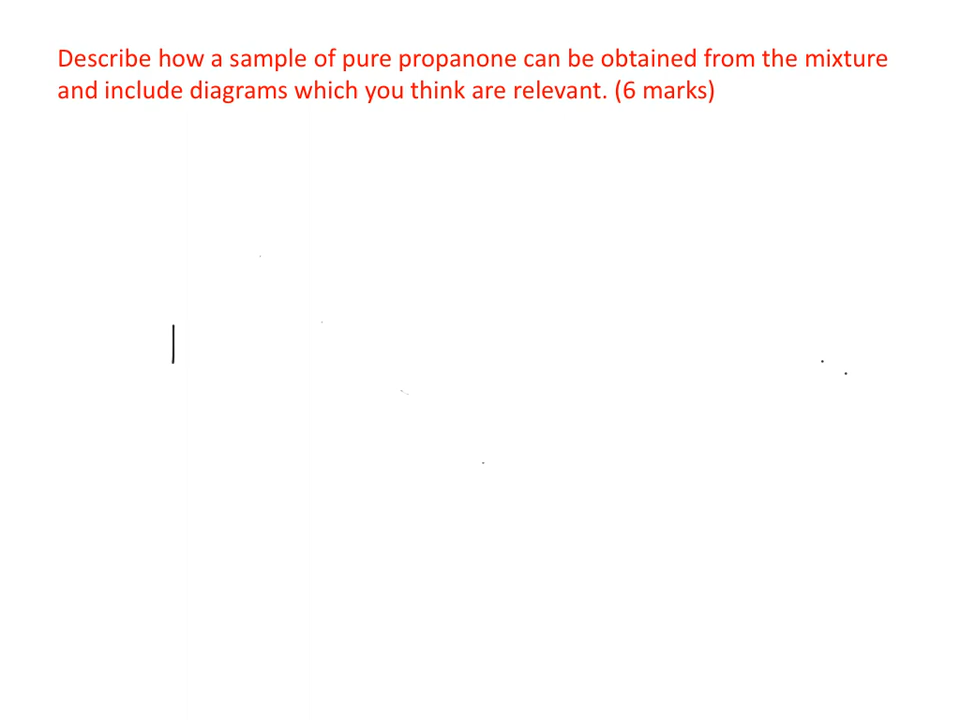 Describe how a sample of pure propanone can be obtained from the mixture
and include diagrams which you think are relevant. (6 marks)